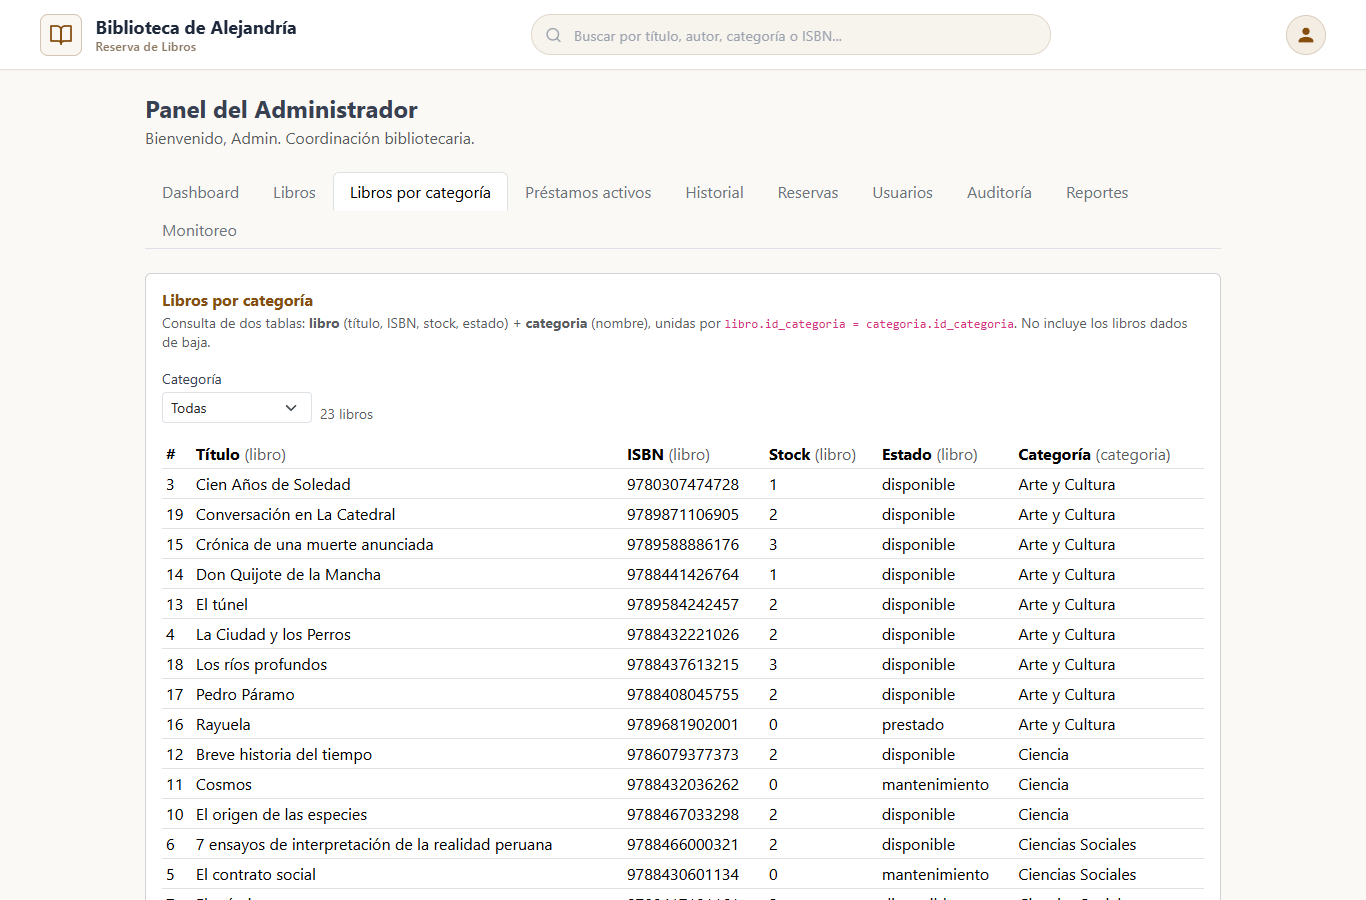 Biblioteca de Alejandría
Reserva de Libros
Buscar por título, autor, categoría o ISBN...
Panel del Administrador
Bienvenido, Admin. Coordinación bibliotecaria.
Dashboard Libros Libros por categoría Préstamos activos Historial Reservas Usuarios Auditoría Reportes
Monitoreo
Libros por categoría
Consulta de dos tablas: libro (título, ISBN, stock, estado) + categoria (nombre), unidas por libro.id_categoria = categoria.id_categoria. No incluye los libros dados
de baja.
Categoría
Todas 23 libros
# Título (libro) ISBN (libro) Stock (libro) Estado (libro) Categoría (categoria)
3 Cien Años de Soledad 9780307474728 1 disponible Arte y Cultura
19 Conversación en La Catedral 9789871106905 2 disponible Arte y Cultura
15 Crónica de una muerte anunciada 9789588886176 3 disponible Arte y Cultura
14 Don Quijote de la Mancha 9788441426764 1 disponible Arte y Cultura
13 El túnel 9789584242457 2 disponible Arte y Cultura
4 La Ciudad y los Perros 9788432221026 2 disponible Arte y Cultura
18 Los ríos profundos 9788437613215 3 disponible Arte y Cultura
17 Pedro Páramo 9788408045755 2 disponible Arte y Cultura
16 Rayuela 9789681902001 0 prestado Arte y Cultura
12 Breve historia del tiempo 9786079377373 2 disponible Ciencia
11 Cosmos 9788432036262 0 mantenimiento Ciencia
10 El origen de las especies 9788467033298 2 disponible Ciencia
6 7 ensayos de interpretación de la realidad peruana 9788466000321 2 disponible Ciencias Sociales
5 El contrato social 9788430601134 0 mantenimiento Ciencias Sociales